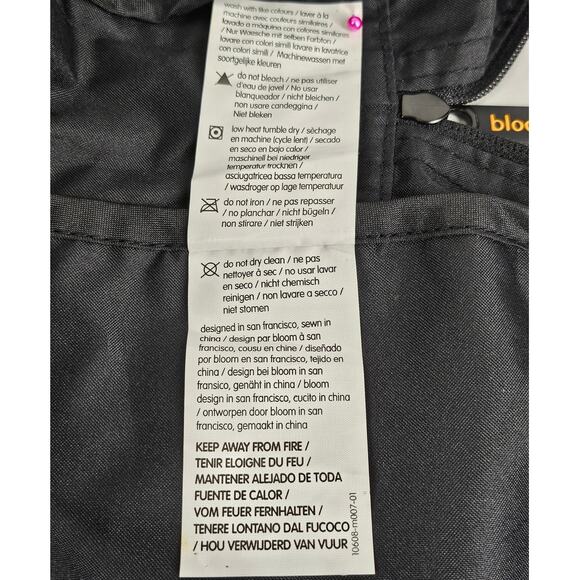 wash with like colours / laver à la
machine avec couleurs similaires /
lavado a máquina con colores similares
/ Nur Waesche mit selben Farbton /
lavare con colori simili lavare in lavatrice
con colori simili / Machinewassen met
soortgelijke kleuren
do not bleach / ne pas utiliser
d'eau de javel / No usar
blanqueador / nicht bleichen /
non usare candeggina /
Niet bleken
low heat tumble dry / sèchage
en machine (cycle lent) / secado
en seco en bajo calor /
maschinell bei niedriger
temperatur trocknen /
asciugatricea bassa temperatura
/ wasdroger op lage temperatuur
do not iron / ne pas repasser
/ no planchar / nicht bügeln /
non stirare / niet strijken
do not dry clean / ne pas
nettoyer à sec / no usar lavar
en seco / nicht chemisch
reinigen / non lavare a secco /
niet stomen
designed in san francisco, sewn in
china / design par bloom à san
francisco, cousu en chine / diseñado
por bloom en san francisco, tejido en
china / design bei bloom in san
fransico, genäht in china / bloom
design in san francisco, cucito in china
/ ontworpen door bloom in san
francisco, gemaakt in china
KEEP AWAY FROM FIRE /
TENIR ELOIGNE DU FEU /
MANTENER ALEJADO DE TODA
FUENTE DE CALOR /
VOM FEUER FERNHALTEN /
TENERE LONTANO DAL FUCOCO
/ HOU VERWIJDERD VAN VUUR
10608-m007-01
bloo